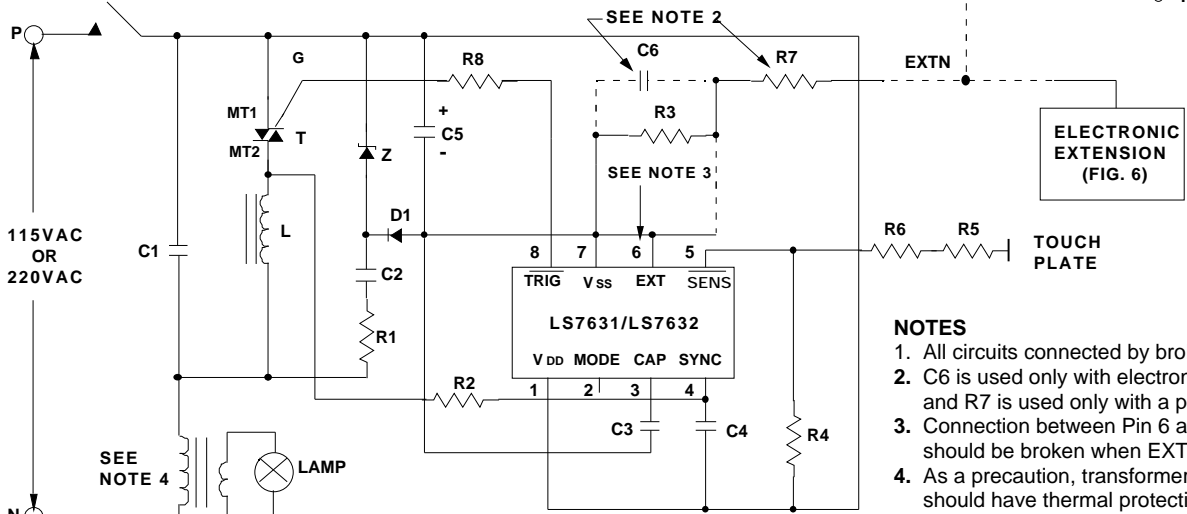 SEE NOTE 2
P
G
R8
C6
R7
EXTN
MT1
T
MT2
+
C5
-
Z
R3
ELECTRONIC
EXTENSION
(FIG. 6)
SEE NOTE 3
115VAC
OR
220VAC
C1
L
D1
C2
R1
8 7 6 5
TRIG VSS EXT SENS
LS7631/LS7632
VDD MODE CAP SYNC
1 2 3 4
R6
R5
TOUCH
PLATE
R2
C3
C4
R4
SEE
NOTE 4
LAMP
N
NOTES
1. All circuits connected by bro
2. C6 is used only with electron
and R7 is used only with a p
3. Connection between Pin 6 a
should be broken when EXT
4. As a precaution, transformer
should have thermal protecti